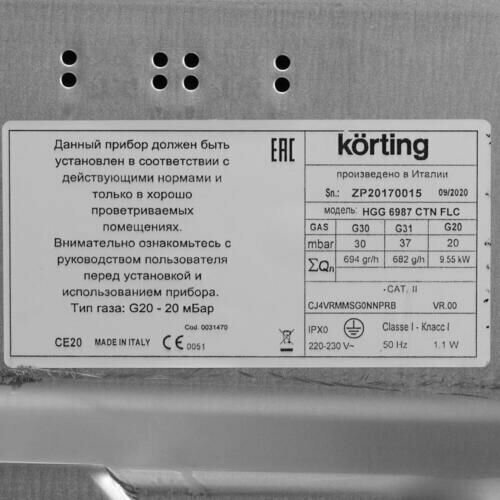 Данный прибор должен быть
установлен в соответствии с
действующими нормами и
только в хорошо
проветриваемых
помещениях.
Внимательно ознакомьтесь с
руководством пользователя
перед установкой и
использованием прибора.
Тип газа: G20 - 20 мБар
Cod. 0031470
CE20 MADE IN ITALY CE 0051
EAC
körting
произведено в Италии
Sn.: ZP20170015 09/2020
модель: HGG 6987 CTN FLC
GAS G30 G31 G20
mbar 30 37 20
∑Qn 694 gr/h 682 g/h 9.55 kW
-CAT. II
CJ4VRMMSG0NNPRB VR.00
IPX0 Classe I - Класс I
220-230 V~ 50 Hz 1.1 W